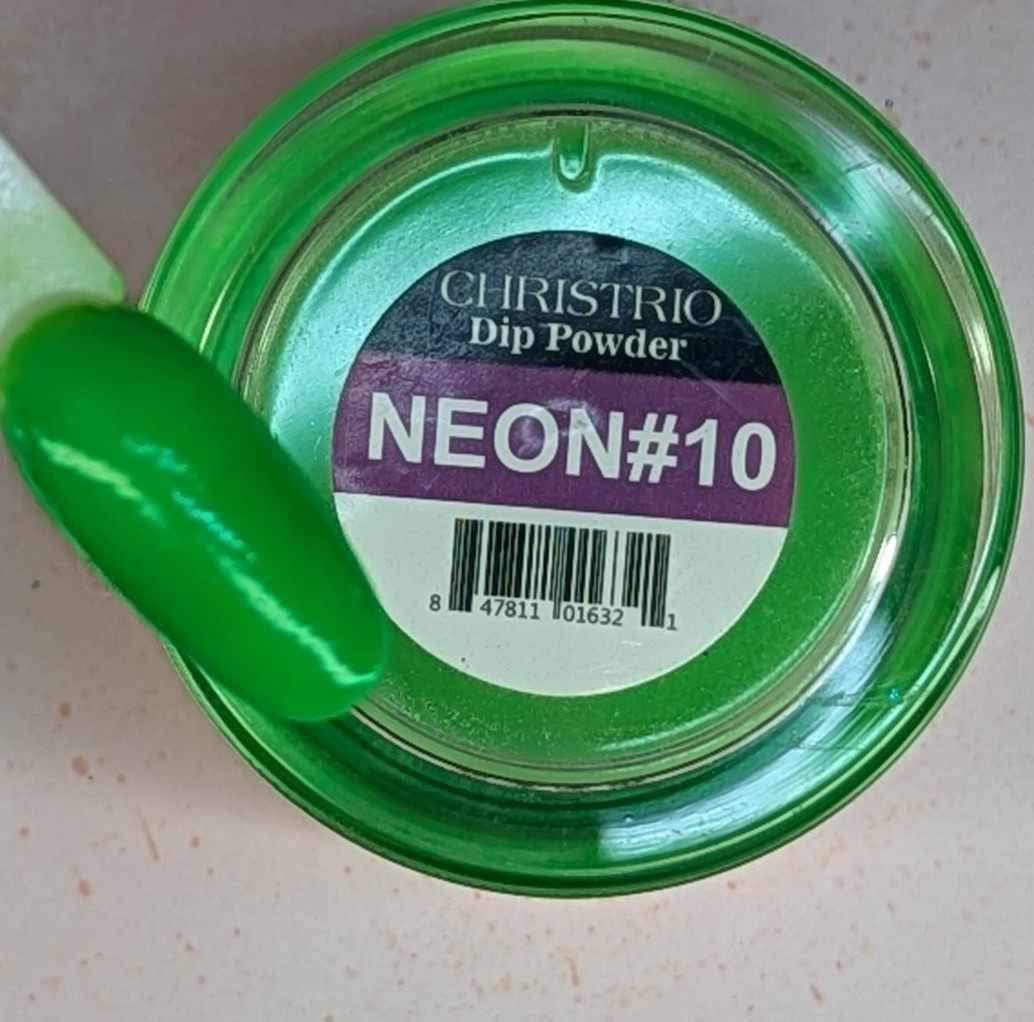 CHRISTRIO
Dip Powder
NEON#10
8 47811 01632 1